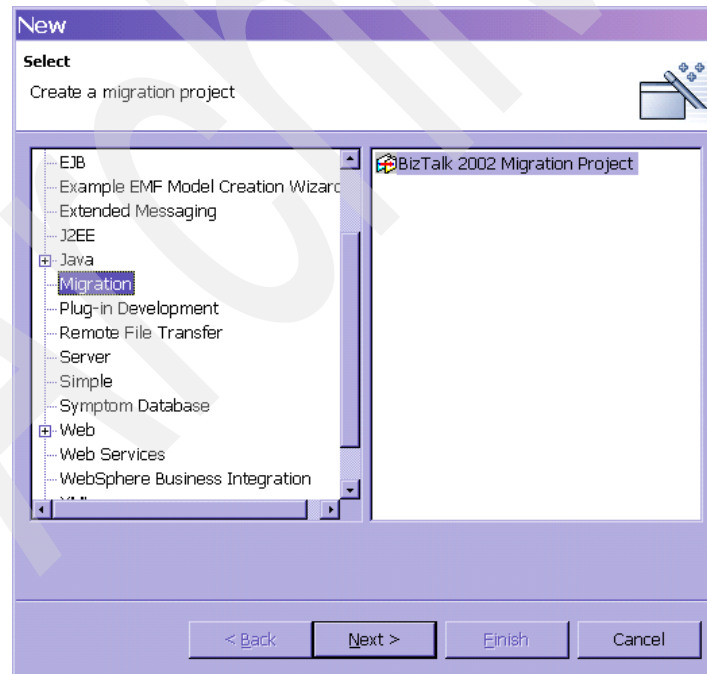 New
Select
Create a migration project
EJB
Example EMF Model Creation Wizard
Extended Messaging
J2EE
Java
Migration
Plug-in Development
Remote File Transfer
Server
Simple
Symptom Database
Web
Web Services
WebSphere Business Integration
BizTalk 2002 Migration Project
< Back
Next >
Finish
Cancel